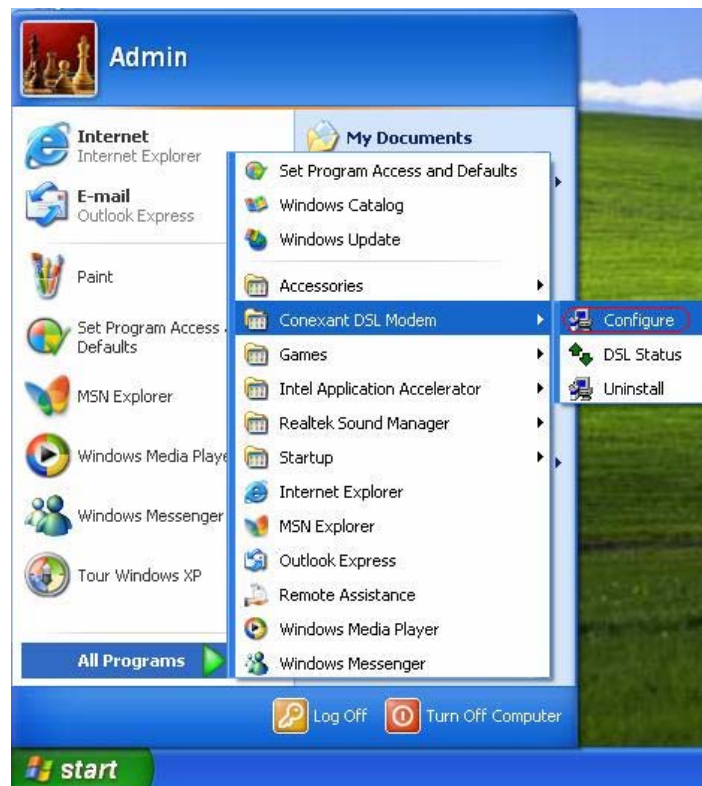 Admin
Internet
Internet Explorer
E-mail
Outlook Express
Paint
Set Program Access
Defaults
MSN Explorer
Windows Media Playe
Windows Messenger
Tour Windows XP
All Programs
My Documents
Set Program Access and Defaults
Windows Catalog
Windows Update
Accessories
Conexant DSL Modem
Games
Intel Application Accelerator
Realtek Sound Manager
Startup
Internet Explorer
MSN Explorer
Outlook Express
Remote Assistance
Windows Media Player
Windows Messenger
Configure
DSL Status
Uninstall
Log Off
Turn Off Computer
start